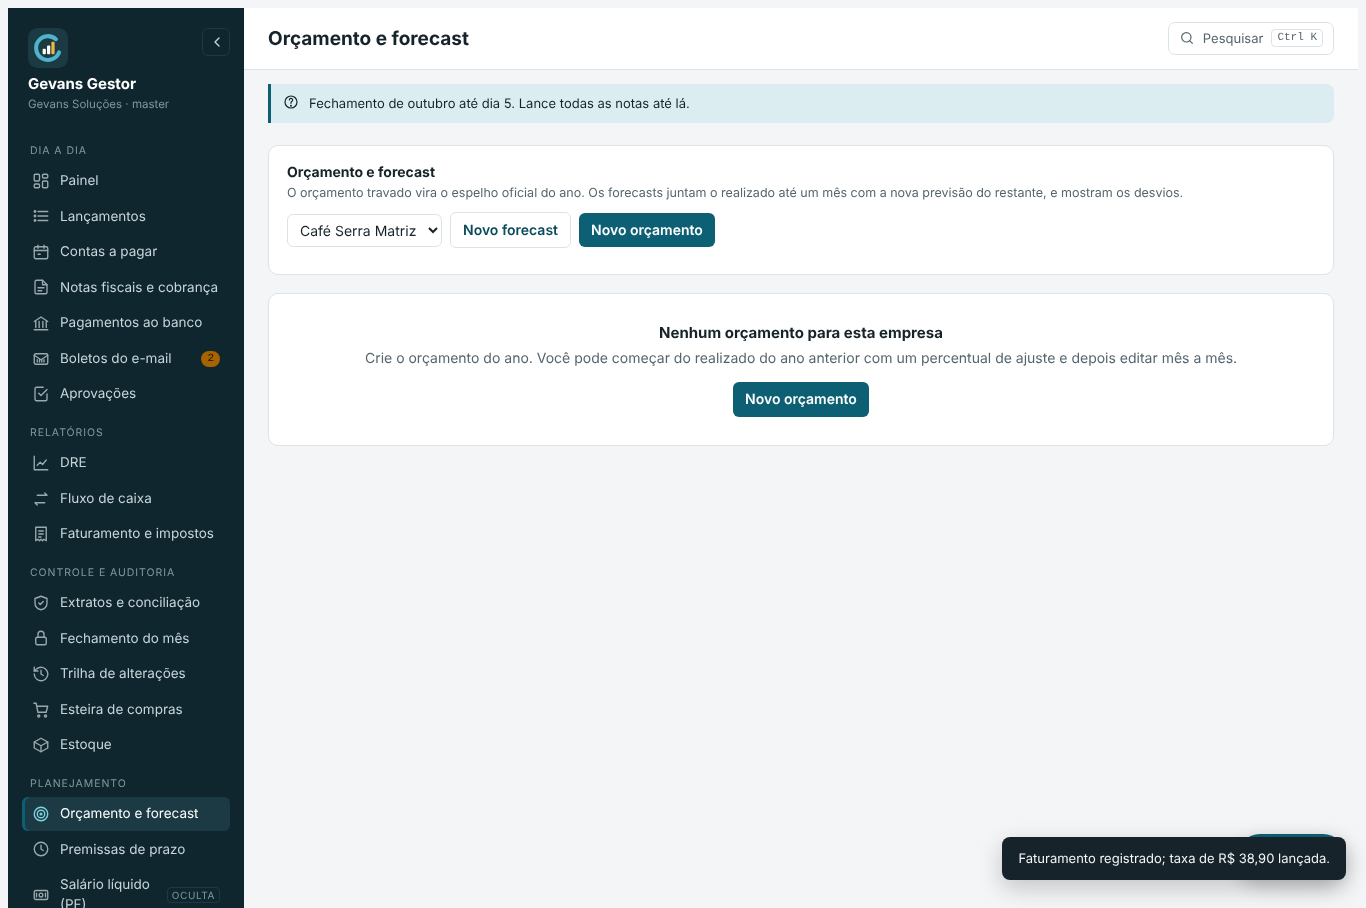 Gevans Gestor
Gevans Soluções · master
DIA A DIA
Painel
Lançamentos
Contas a pagar
Notas fiscais e cobrança
Pagamentos ao banco
Boletos do e-mail 2
Aprovações
RELATÓRIOS
DRE
Fluxo de caixa
Faturamento e impostos
CONTROLE E AUDITORIA
Extratos e conciliação
Fechamento do mês
Trilha de alterações
Esteira de compras
Estoque
PLANEJAMENTO
Orçamento e forecast
Premissas de prazo
Salário líquido
(PF) OCULTA
Orçamento e forecast
Pesquisar Ctrl K
Fechamento de outubro até dia 5. Lance todas as notas até lá.
Orçamento e forecast
O orçamento travado vira o espelho oficial do ano. Os forecasts juntam o realizado até um mês com a nova previsão do restante, e mostram os desvios.
Café Serra Matriz Novo forecast Novo orçamento
Nenhum orçamento para esta empresa
Crie o orçamento do ano. Você pode começar do realizado do ano anterior com um percentual de ajuste e depois editar mês a mês.
Novo orçamento
Faturamento registrado; taxa de R$ 38,90 lançada.